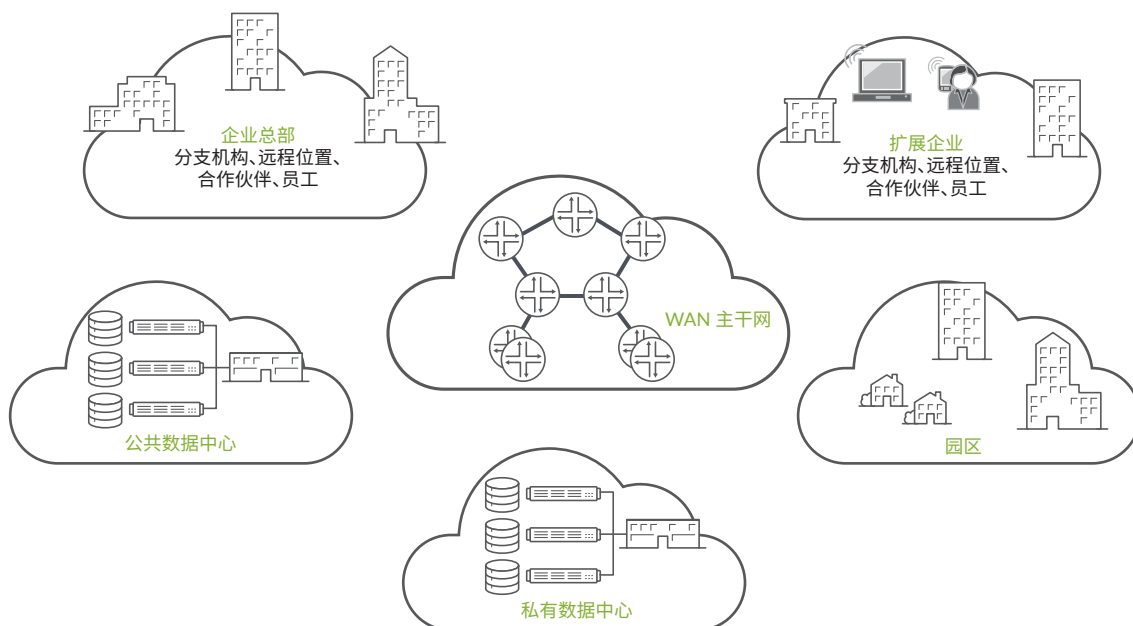 企业总部
分支机构、远程位置、
合作伙伴、员工
扩展企业
分支机构、远程位置、
合作伙伴、员工
WAN 主干网
公共数据中心
园区
私有数据中心